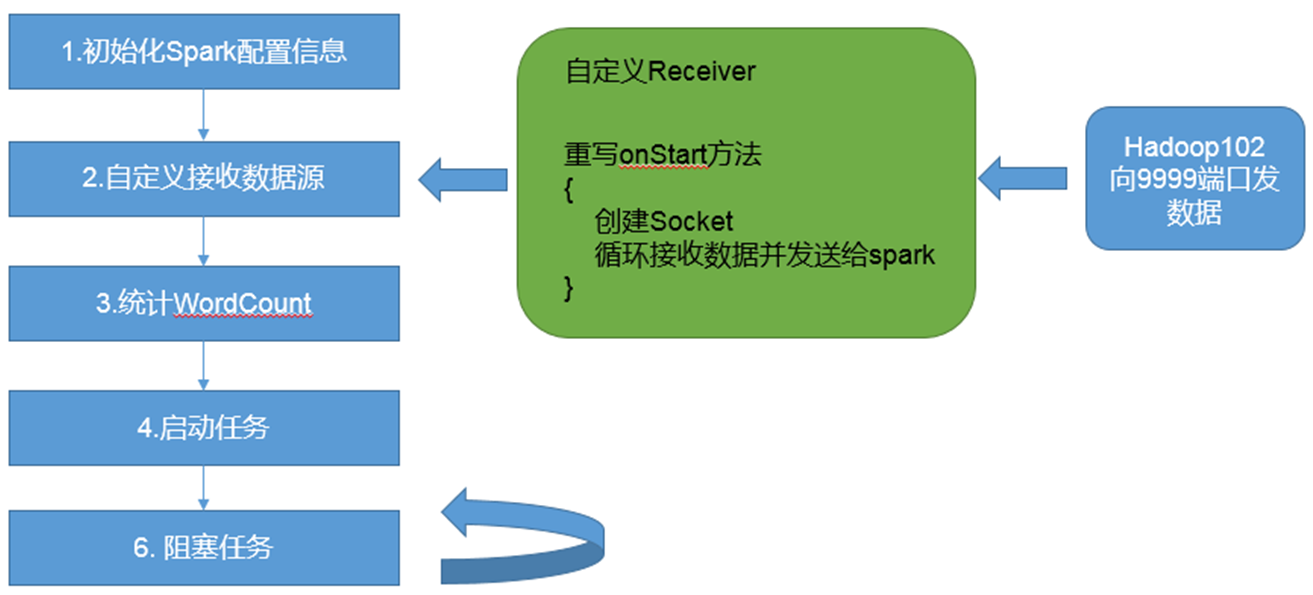 1.初始化Spark配置信息
2.自定义接收数据源
3.统计WordCount
4.启动任务
6. 阻塞任务
自定义Receiver
重写onStart方法
{
创建Socket
循环接收数据并发送给spark
}
Hadoop102
向9999端口发
数据